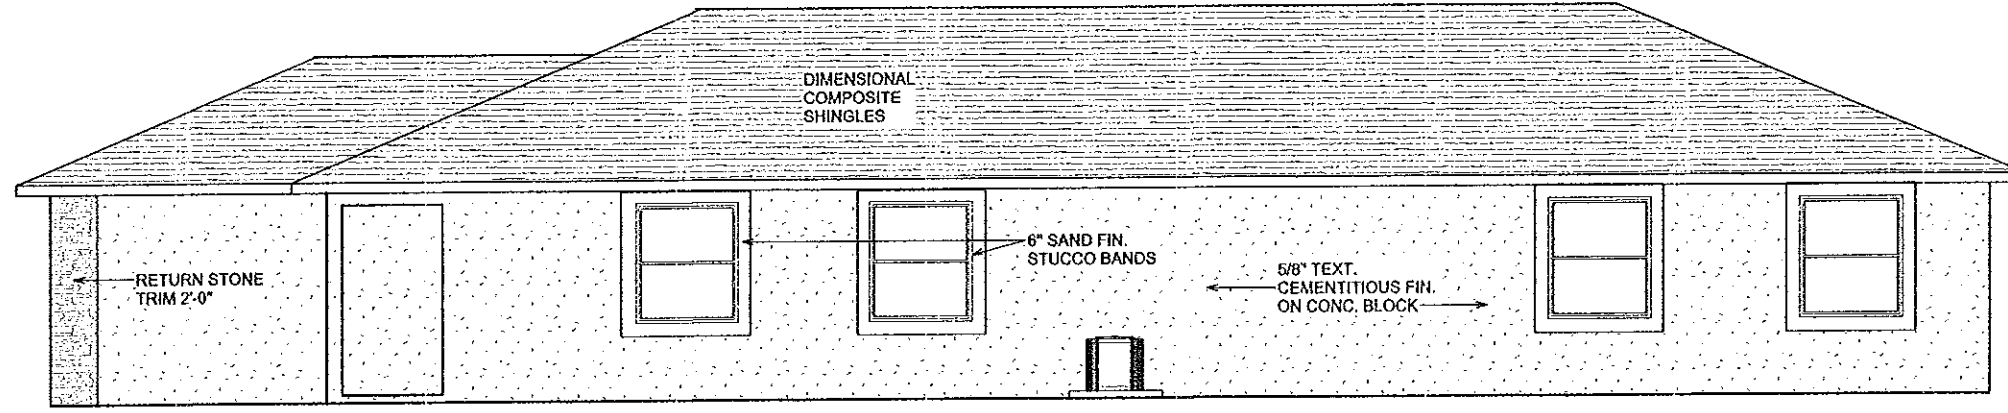 DIMENSIONAL
COMPOSITE
SHINGLES
6" SAND FIN.
STUCCO BANDS
RETURN STONE
TRIM 2'-0"
5/8" TEXT.
CEMENTITIOUS FIN.
ON CONC. BLOCK